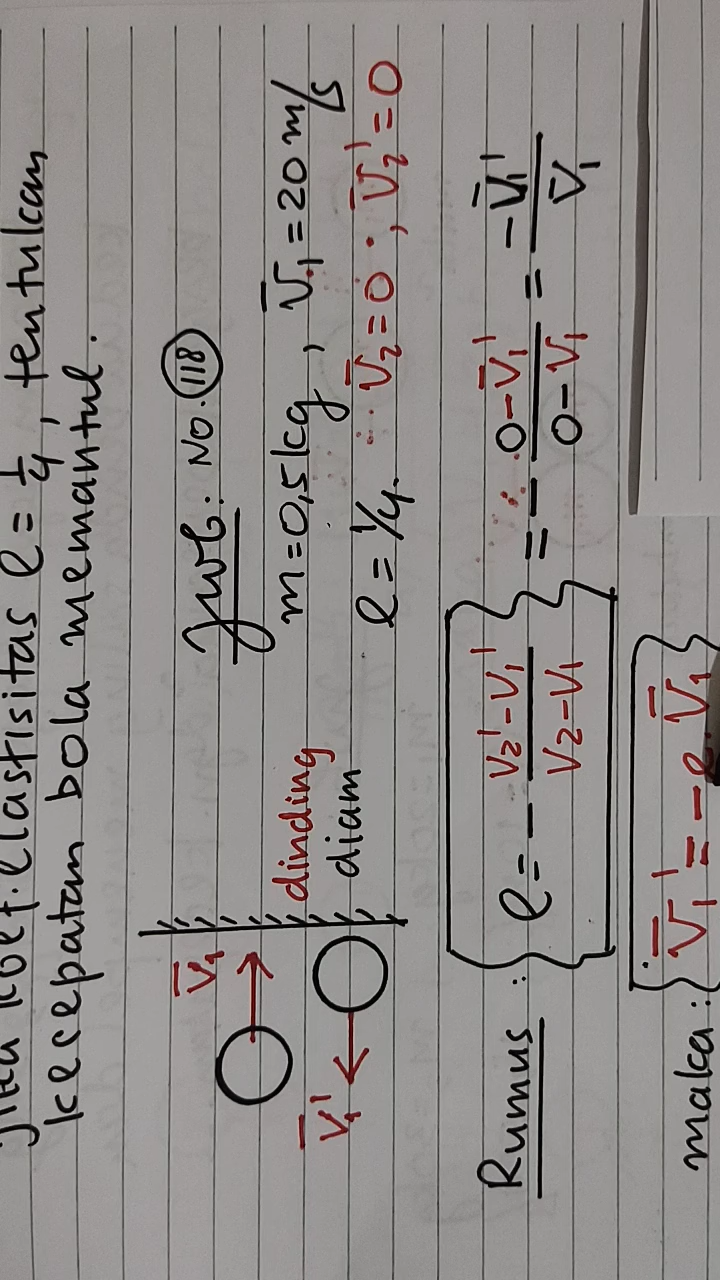 Jika koef. elastisitas e = 1/4, tentukan
kecepatan bola memantul.
Jwb: No. 118
V̄₁
dinding
diam
V̄₁'
m = 0,5 kg, V̄₁ = 20 m/s
e = 1/4 ∴ V̄₂ = 0 ; V̄₂' = 0
Rumus : e = - (V₂' - V₁')/(V₂ - V₁) = - (0 - V̄₁')/(0 - V̄₁) = - V̄₁'/V̄₁
maka : V̄₁' = -e. V̄₁